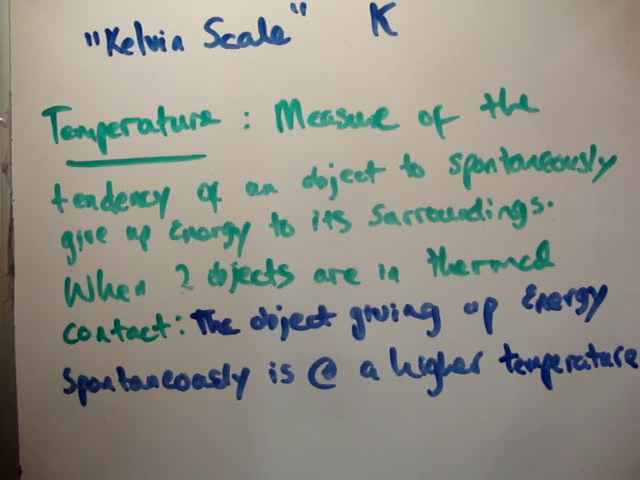 "Kelvin Scale" K
Temperature: Measure of the
tendency of an object to spontaneously
give up Energy to its surroundings.
When 2 objects are in thermal
contact: The object giving up Energy
spontaneously is @ a higher temperature